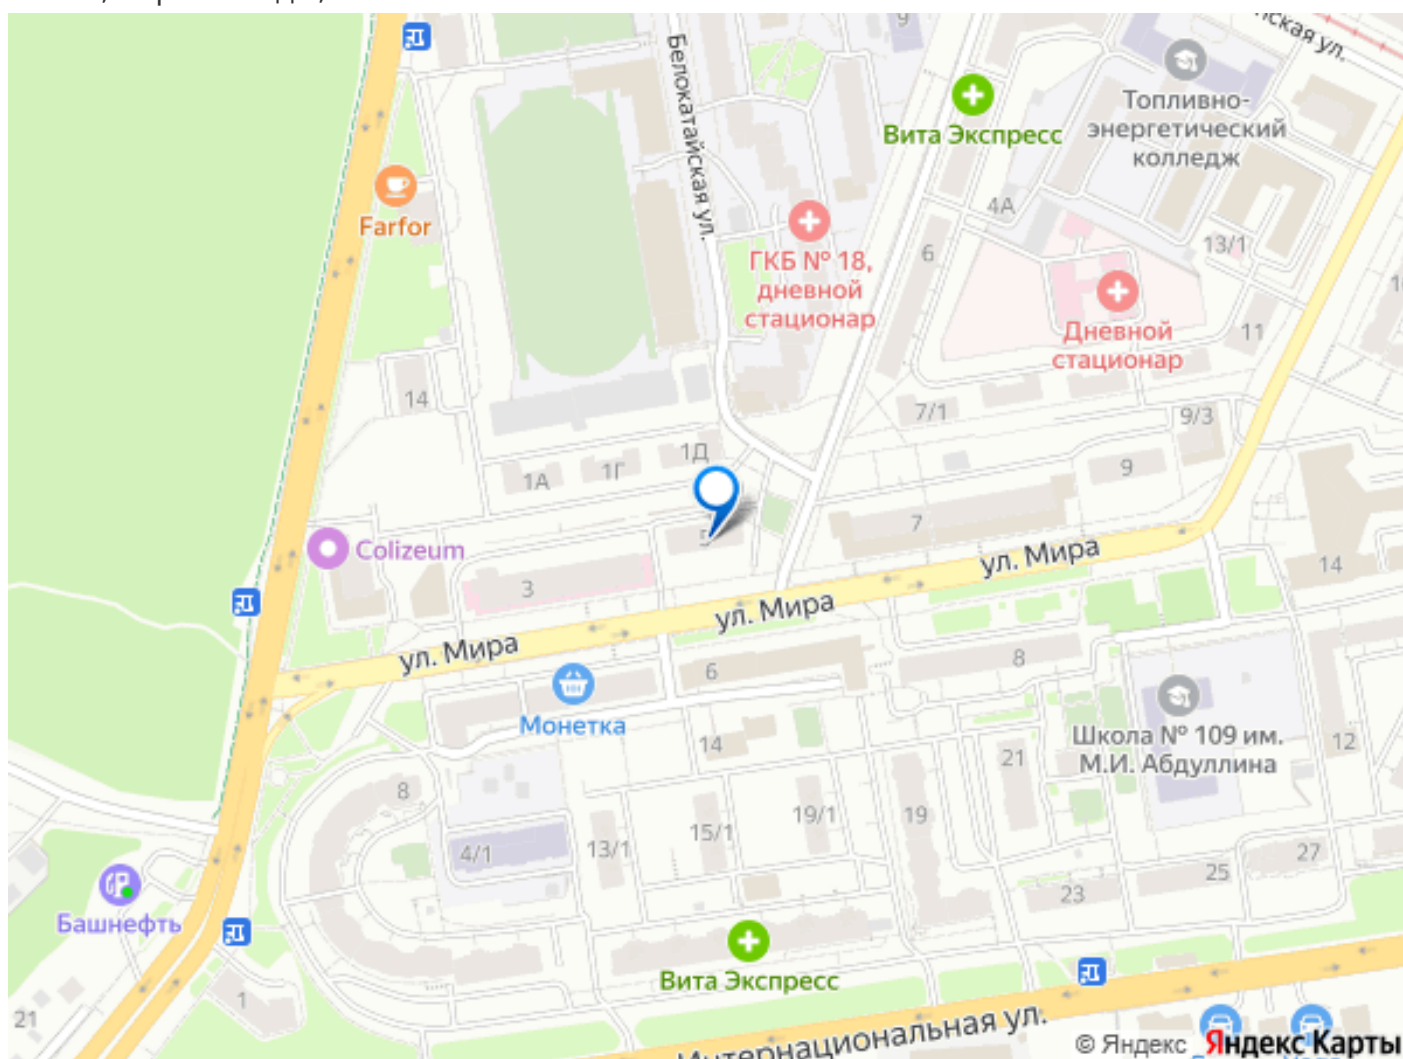 9
нская ул.
Белокатайская ул.
Вита Экспресс
Топливно-
энергетический
колледж
4А
Farfor
ГКБ № 18,
дневной
стационар
6
13/1
Дневной
стационар
11
14
7/1
9/3
1Д
1Г
1А
9
5
7
Colizeum
3
ул. Мира
ул. Мира
ул. Мира
14
6
8
Монетка
14
21
Школа № 109 им.
М.И. Абдуллина
12
8
4/1
13/1
15/1
19/1
19
23
25
27
Башнефть
Вита Экспресс
1
21
Интернациональная ул.
© Яндекс Яндекс Карты